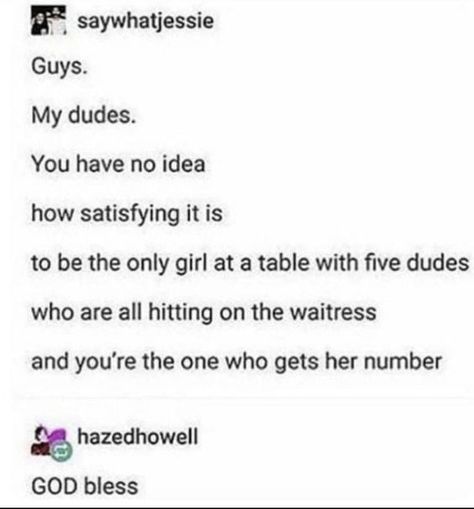 saywhatjessie
Guys.
My dudes.
You have no idea
how satisfying it is
to be the only girl at a table with five dudes
who are all hitting on the waitress
and you're the one who gets her number
hazedhowell
GOD bless